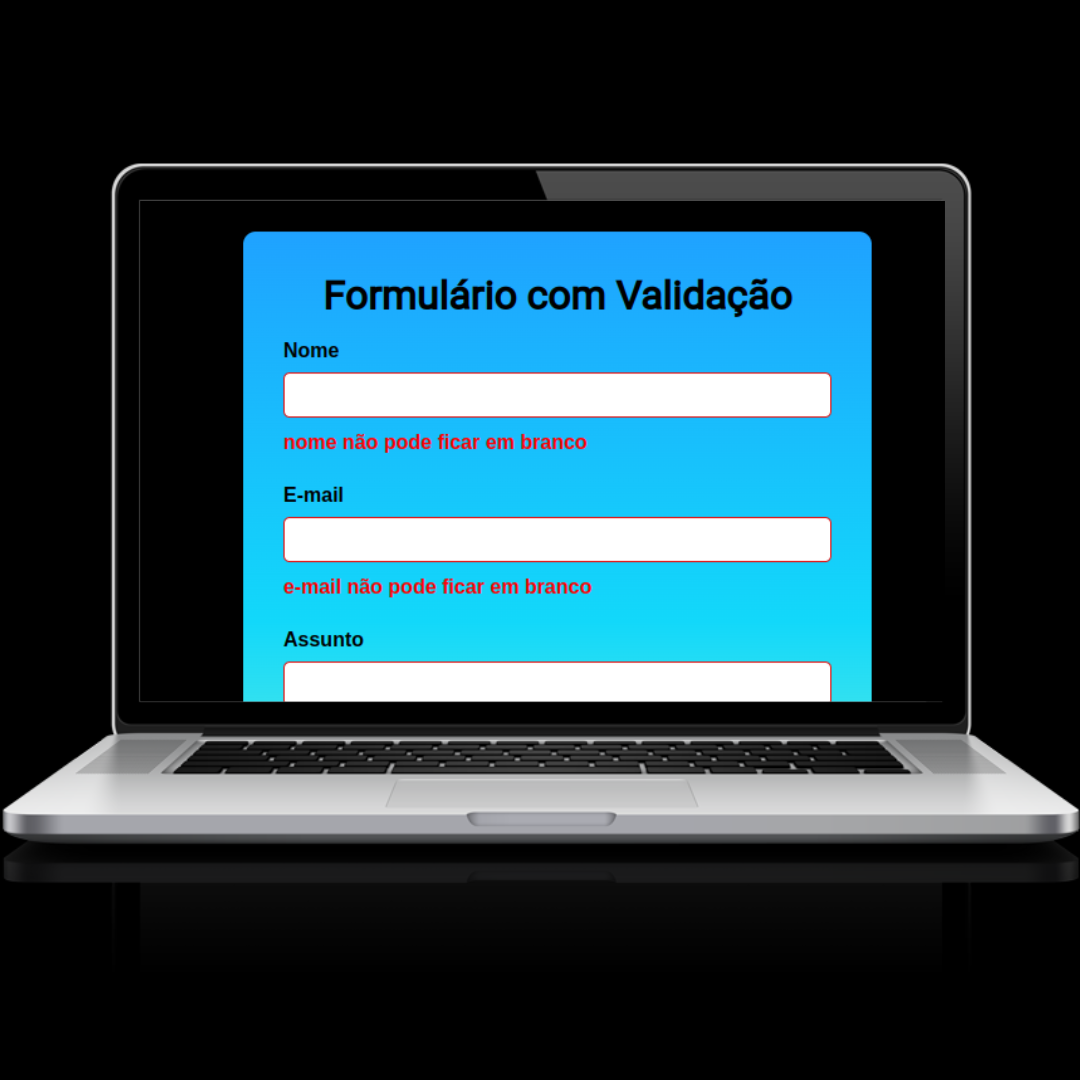 Formulário com Validação
Nome
nome não pode ficar em branco
E-mail
e-mail não pode ficar em branco
Assunto